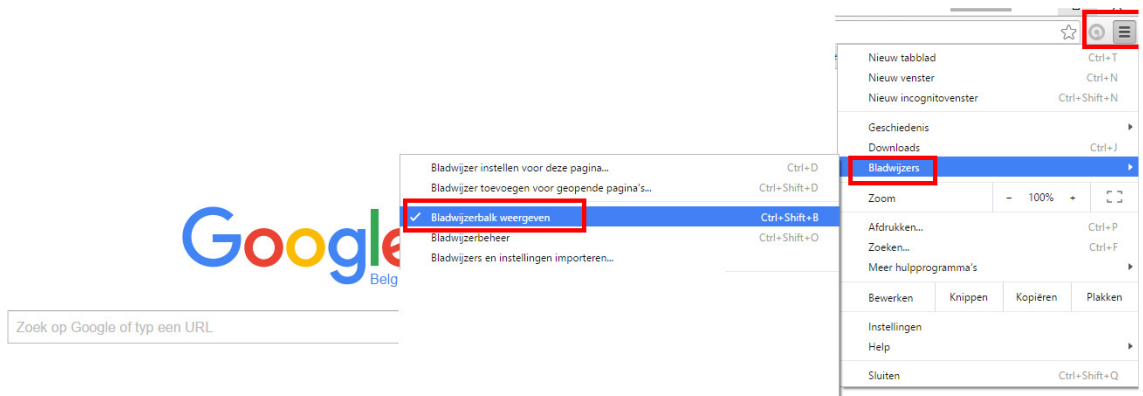 Nieuw tabblad Ctrl+T
Nieuw venster Ctrl+N
Nieuw incognitovenster Ctrl+Shift+N
Geschiedenis
Downloads Ctrl+J
Bladwijzers
Zoom - 100% +
Afdrukken... Ctrl+P
Zoeken... Ctrl+F
Meer hulpprogramma's
Bewerken Knippen Kopiëren Plakken
Instellingen
Help
Sluiten Ctrl+Shift+Q
Bladwijzer instellen voor deze pagina... Ctrl+D
Bladwijzer toevoegen voor geopende pagina's... Ctrl+Shift+D
Bladwijzerbalk weergeven Ctrl+Shift+B
Bladwijzerbeheer Ctrl+Shift+O
Bladwijzers en instellingen importeren...
Google
Belg
Zoek op Google of typ een URL